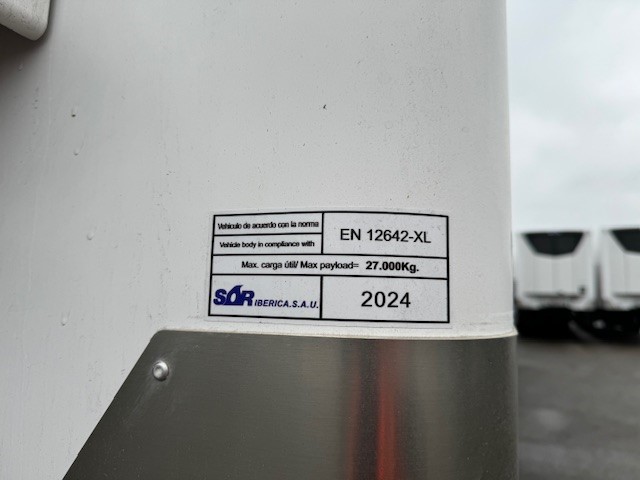 Vehículo de acuerdo con la norma
Vehicle body in compliance with
EN 12642-XL
Max. carga útil/ Max payload= 27.000Kg.
SOR IBERICA.S.A.U.
2024